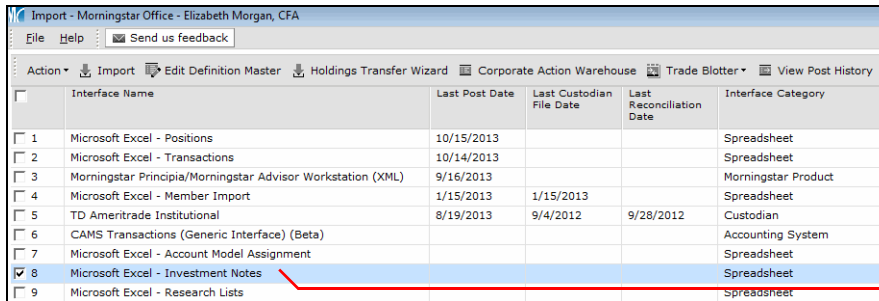 Import - Morningstar Office - Elizabeth Morgan, CFA
File Help Send us feedback
Action Import Edit Definition Master Holdings Transfer Wizard Corporate Action Warehouse Trade Blotter View Post History
Interface Name Last Post Date Last Custodian File Date Last Reconciliation Date Interface Category
1 Microsoft Excel - Positions 10/15/2013 Spreadsheet
2 Microsoft Excel - Transactions 10/14/2013 Spreadsheet
3 Morningstar Principia/Morningstar Advisor Workstation (XML) 9/16/2013 Morningstar Product
4 Microsoft Excel - Member Import 1/15/2013 1/15/2013 Spreadsheet
5 TD Ameritrade Institutional 8/19/2013 9/4/2012 9/28/2012 Custodian
6 CAMS Transactions (Generic Interface) (Beta) Accounting System
7 Microsoft Excel - Account Model Assignment Spreadsheet
8 Microsoft Excel - Investment Notes Spreadsheet
9 Microsoft Excel - Research Lists Spreadsheet